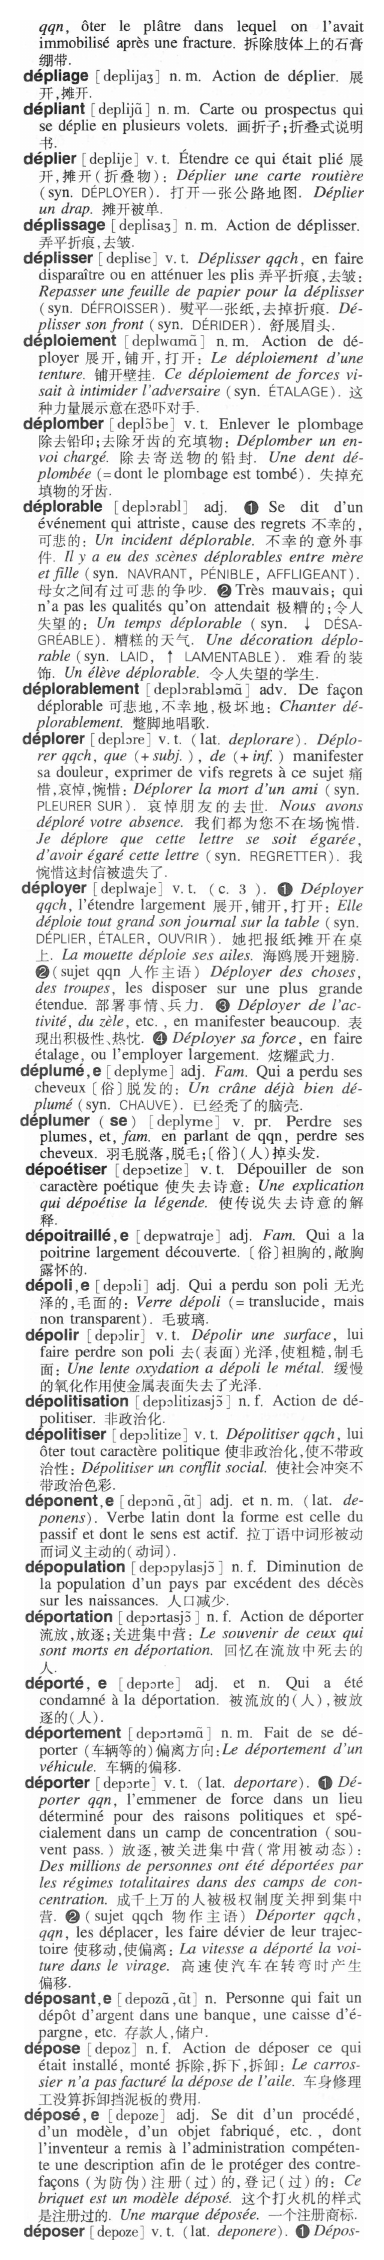 qqn, ôter le plâtre dans lequel on l'avait
immobilisé après une fracture. 拆除肢体上的石膏
绷带.
dépliage [deplijaʒ] n. m. Action de déplier. 展
开,摊开.
dépliant [deplijɑ̃] n. m. Carte ou prospectus qui
se déplie en plusieurs volets. 画折子;折叠式说明
书.
déplier [deplije] v. t. Étendre ce qui était plié 展
开,摊开(折叠物): Déplier une carte routière
(syn. DÉPLOYER). 打开一张公路地图. Déplier
un drap. 摊开被单.
déplissage [deplisaʒ] n. m. Action de déplisser.
弄平折痕,去皱.
déplisser [deplise] v. t. Déplisser qqch, en faire
disparaître ou en atténuer les plis 弄平折痕,去皱:
Repasser une feuille de papier pour la déplisser
(syn. DÉFROISSER). 熨平一张纸,去掉折痕. Dé-
plisser son front (syn. DÉRIDER). 舒展眉头.
déploiement [deplwamɑ̃] n. m. Action de dé-
ployer 展开,铺开,打开: Le déploiement d'une
tenture. 铺开壁挂. Ce déploiement de forces vi-
sait à intimider l'adversaire (syn. ÉTALAGE). 这
种力量展示意在恐吓对手.
déplomber [deplɔ̃be] v. t. Enlever le plombage
除去铅印;去除牙齿的充填物: Déplomber un en-
voi chargé. 除去寄送物的铅封. Une dent dé-
plombée (= dont le plombage est tombé). 失掉充
填物的牙齿.
déplorable [deplɔrabl] adj. ❶ Se dit d'un
événement qui attriste, cause des regrets 不幸的,
可悲的: Un incident déplorable. 不幸的意外事
件. Il y a eu des scènes déplorables entre mère
et fille (syn. NAVRANT, PÉNIBLE, AFFLIGEANT).
母女之间有过可悲的争吵. ❷ Très mauvais; qui
n'a pas les qualités qu'on attendait 极糟的;令人
失望的: Un temps déplorable (syn. ↓ DÉSA-
GRÉABLE). 糟糕的天气. Une décoration déplo-
rable (syn. LAID, ↑ LAMENTABLE). 难看的装
饰. Un élève déplorable. 令人失望的学生.
déplorablement [deplɔrabləmɑ̃] adv. De façon
déplorable 可悲地,不幸地,极坏地: Chanter dé-
plorablement. 蹩脚地唱歌.
déplorer [deplɔre] v. t. (lat. deplorare). Déplo-
rer qqch, que (+ subj.), de (+ inf.) manifester
sa douleur, exprimer de vifs regrets à ce sujet 痛
惜,哀悼,惋惜: Déplorer la mort d'un ami (syn.
PLEURER SUR). 哀悼朋友的去世. Nous avons
déploré votre absence. 我们都为您不在场惋惜.
Je déplore que cette lettre se soit égarée,
d'avoir égaré cette lettre (syn. REGRETTER). 我
惋惜这封信被遗失了.
déployer [deplwaje] v. t. (c. 3). ❶ Déployer
qqch, l'étendre largement 展开,铺开,打开: Elle
déploie tout grand son journal sur la table (syn.
DÉPLIER, ÉTALER, OUVRIR). 她把报纸摊开在桌
上. La mouette déploie ses ailes. 海鸥展开翅膀.
❷ (sujet qqn 人作主语) Déployer des choses,
des troupes, les disposer sur une plus grande
étendue. 部署事情、兵力. ❸ Déployer de l'ac-
tivité, du zèle, etc., en manifester beaucoup. 表
现出积极性、热忱. ❹ Déployer sa force, en faire
étalage, ou l'employer largement. 炫耀武力.
déplumé, e [deplyme] adj. Fam. Qui a perdu ses
cheveux [俗]脱发的: Un crâne déjà bien dé-
plumé (syn. CHAUVE). 已经秃了的脑壳.
déplumer (se) [deplyme] v. pr. Perdre ses
plumes, et, fam. en parlant de qqn, perdre ses
cheveux. 羽毛脱落,脱毛;[俗](人)掉头发.
dépoétiser [depɔetize] v. t. Dépouiller de son
caractère poétique 使失去诗意: Une explication
qui dépoétise la légende. 使传说失去诗意的解
释.
dépoitraillé, e [depwatraje] adj. Fam. Qui a la
poitrine largement découverte. [俗]袒胸的,敞胸
露怀的.
dépoli, e [depɔli] adj. Qui a perdu son poli 无光
泽的,毛面的: Verre dépoli (= translucide, mais
non transparent). 毛玻璃.
dépolir [depɔlir] v. t. Dépolir une surface, lui
faire perdre son poli 去(表面)光泽,使粗糙,制毛
面: Une lente oxydation a dépoli le métal. 缓慢
的氧化作用使金属表面失去了光泽.
dépolitisation [depɔlitizasjɔ̃] n. f. Action de dé-
politiser. 非政治化.
dépolitiser [depɔlitize] v. t. Dépolitiser qqch, lui
ôter tout caractère politique 使非政治化,使不带政
治性: Dépolitiser un conflit social. 使社会冲突不
带政治色彩.
déponent, e [depɔnɑ̃, ɑ̃t] adj. et n. m. (lat. de-
ponens). Verbe latin dont la forme est celle du
passif et dont le sens est actif. 拉丁语中词形被动
而词义主动的(动词).
dépopulation [depɔpylasjɔ̃] n. f. Diminution de
la population d'un pays par excédent des décès
sur les naissances. 人口减少.
déportation [depɔrtasjɔ̃] n. f. Action de déporter
流放,放逐;关进集中营: Le souvenir de ceux qui
sont morts en déportation. 回忆在流放中死去的
人.
déporté, e [depɔrte] adj. et n. Qui a été
condamné à la déportation. 被流放的(人),被放
逐的(人).
déportement [depɔrtəmɑ̃] n. m. Fait de se dé-
porter (车辆等的)偏离方向:Le déportement d'un
véhicule. 车辆的偏移.
déporter [depɔrte] v. t. (lat. deportare). ❶ Dé-
porter qqn, l'emmener de force dans un lieu
déterminé pour des raisons politiques et spé-
cialement dans un camp de concentration (sou-
vent pass.) 放逐,被关进集中营(常用被动态):
Des millions de personnes ont été déportées par
les régimes totalitaires dans des camps de con-
centration. 成千上万的人被极权制度关押到集中
营. ❷ (sujet qqch 物作主语) Déporter qqch,
qqn, les déplacer, les faire dévier de leur trajec-
toire 使移动,使偏离: La vitesse a déporté la voi-
ture dans le virage. 高速使汽车在转弯时产生
偏移.
déposant, e [depozɑ̃, ɑ̃t] n. Personne qui fait un
dépôt d'argent dans une banque, une caisse d'é-
pargne, etc. 存款人,储户.
dépose [depoz] n. f. Action de déposer ce qui
était installé, monté 拆除,拆下,拆卸: Le carros-
sier n'a pas facturé la dépose de l'aile. 车身修理
工没算拆卸挡泥板的费用.
déposé, e [depoze] adj. Se dit d'un procédé,
d'un modèle, d'un objet fabriqué, etc., dont
l'inventeur a remis à l'administration compéten-
te une description afin de le protéger des contre-
façons (为防伪)注册(过)的,登记(过)的: Ce
briquet est un modèle déposé. 这个打火机的样式
是注册过的. Une marque déposée. 一个注册商标.
déposer [depoze] v. t. (lat. deponere). ❶ Dépos-